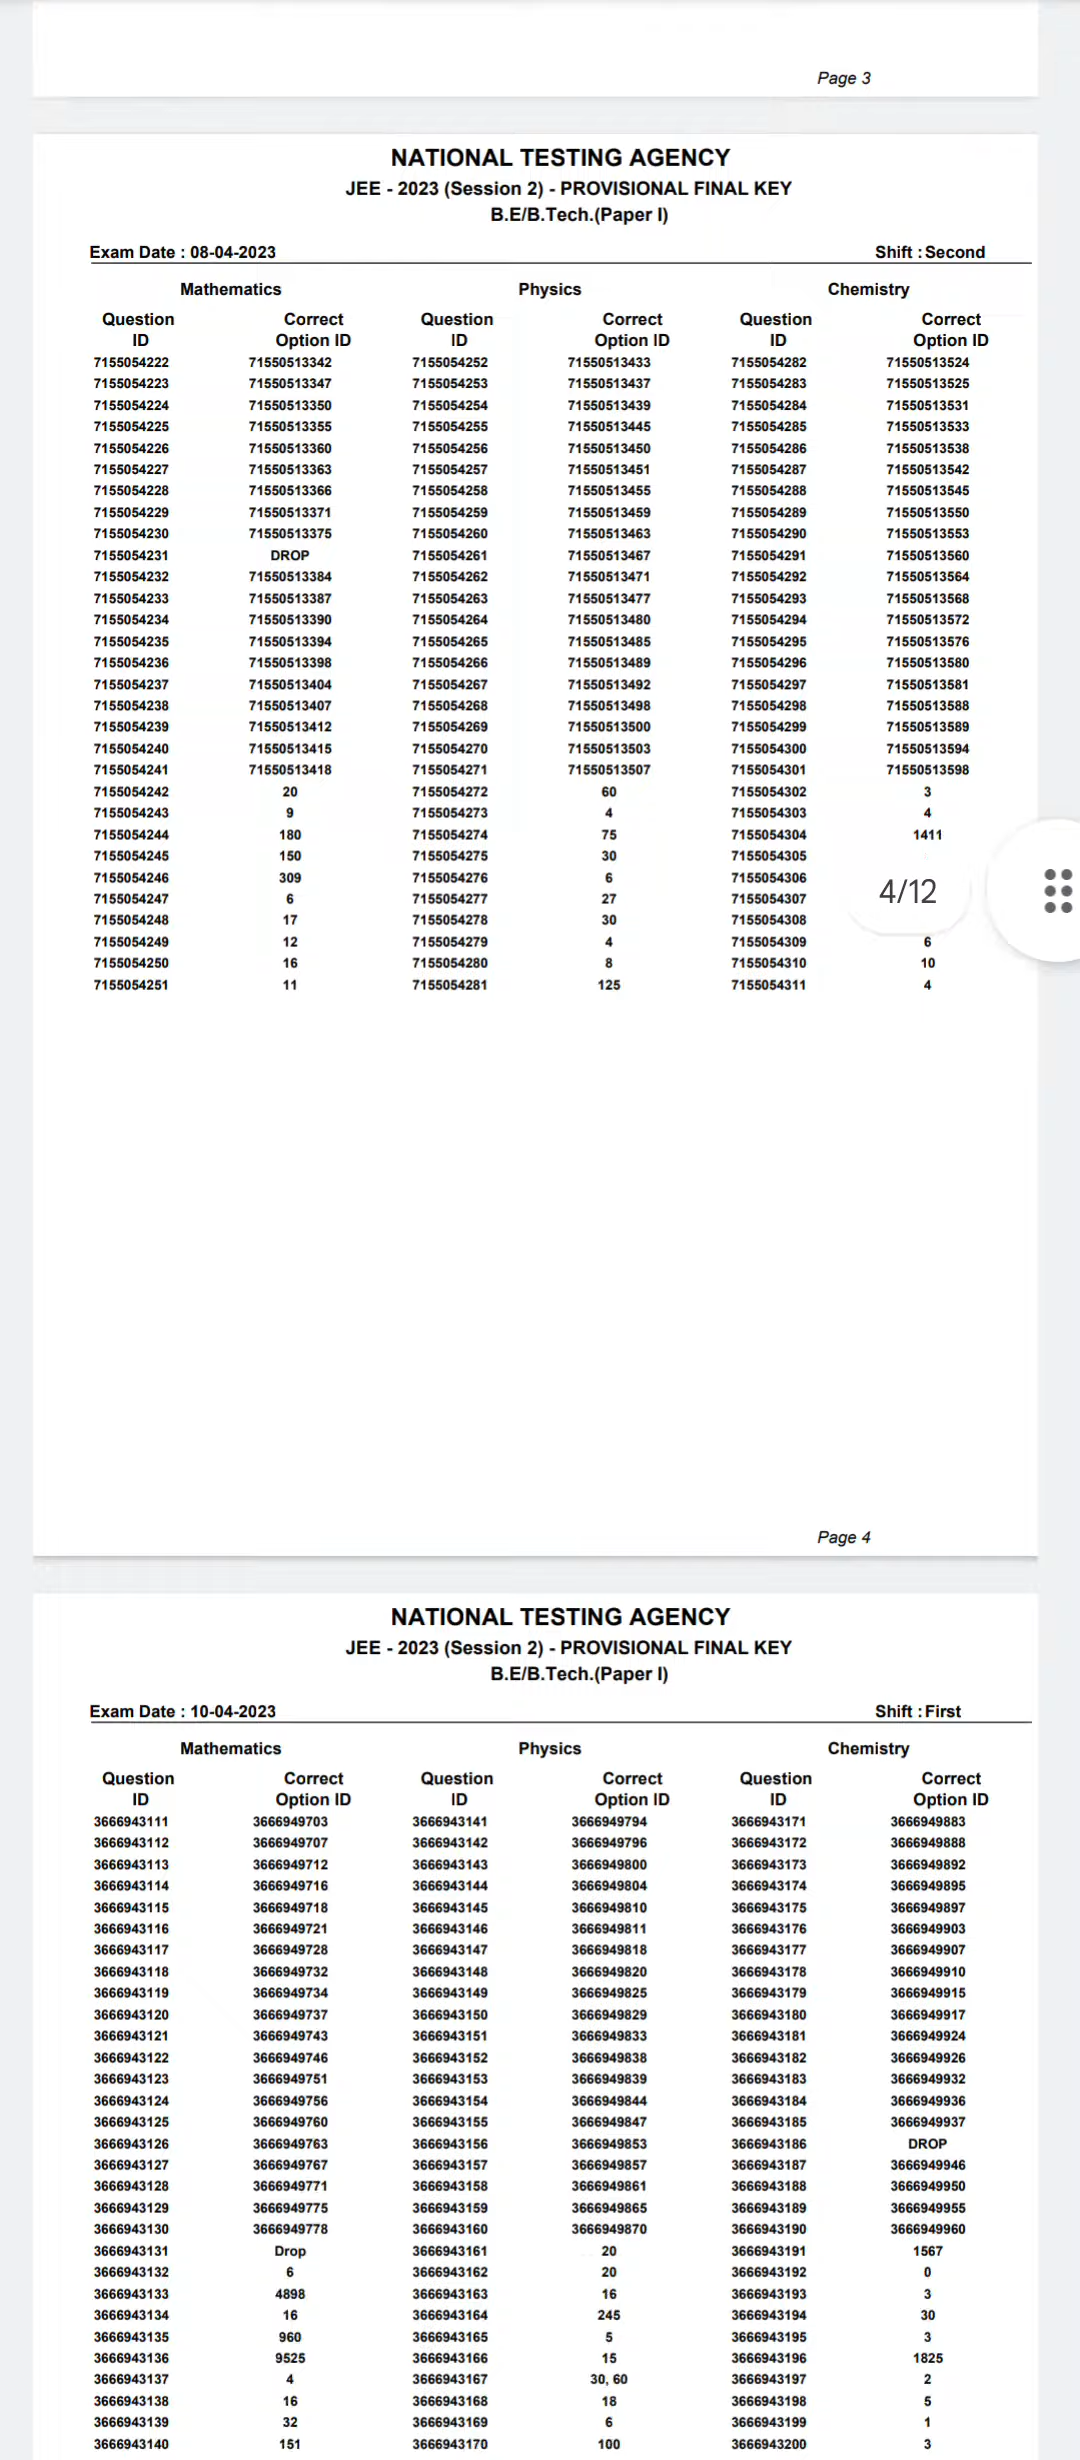 Page 3
NATIONAL TESTING AGENCY
JEE - 2023 (Session 2) - PROVISIONAL FINAL KEY
B.E/B.Tech.(Paper I)
Exam Date : 08-04-2023 Shift : Second
Mathematics Physics Chemistry
Question Correct Question Correct Question Correct
ID Option ID ID Option ID ID Option ID
7155054222 71550513342 7155054252 71550513433 7155054282 71550513524
7155054223 71550513347 7155054253 71550513437 7155054283 71550513525
7155054224 71550513350 7155054254 71550513439 7155054284 71550513531
7155054225 71550513355 7155054255 71550513445 7155054285 71550513533
7155054226 71550513360 7155054256 71550513450 7155054286 71550513538
7155054227 71550513363 7155054257 71550513451 7155054287 71550513542
7155054228 71550513366 7155054258 71550513455 7155054288 71550513545
7155054229 71550513371 7155054259 71550513459 7155054289 71550513550
7155054230 71550513375 7155054260 71550513463 7155054290 71550513553
7155054231 DROP 7155054261 71550513467 7155054291 71550513560
7155054232 71550513384 7155054262 71550513471 7155054292 71550513564
7155054233 71550513387 7155054263 71550513477 7155054293 71550513568
7155054234 71550513390 7155054264 71550513480 7155054294 71550513572
7155054235 71550513394 7155054265 71550513485 7155054295 71550513576
7155054236 71550513398 7155054266 71550513489 7155054296 71550513580
7155054237 71550513404 7155054267 71550513492 7155054297 71550513581
7155054238 71550513407 7155054268 71550513498 7155054298 71550513588
7155054239 71550513412 7155054269 71550513500 7155054299 71550513589
7155054240 71550513415 7155054270 71550513503 7155054300 71550513594
7155054241 71550513418 7155054271 71550513507 7155054301 71550513598
7155054242 20 7155054272 60 7155054302 3
7155054243 9 7155054273 4 7155054303 4
7155054244 180 7155054274 75 7155054304 1411
7155054245 150 7155054275 30 7155054305
7155054246 309 7155054276 6 7155054306
4/12
7155054247 6 7155054277 27 7155054307
7155054248 17 7155054278 30 7155054308
7155054249 12 7155054279 4 7155054309 6
7155054250 16 7155054280 8 7155054310 10
7155054251 11 7155054281 125 7155054311 4
Page 4
NATIONAL TESTING AGENCY
JEE - 2023 (Session 2) - PROVISIONAL FINAL KEY
B.E/B.Tech.(Paper I)
Exam Date : 10-04-2023 Shift : First
Mathematics Physics Chemistry
Question Correct Question Correct Question Correct
ID Option ID ID Option ID ID Option ID
3666943111 3666949703 3666943141 3666949794 3666943171 3666949883
3666943112 3666949707 3666943142 3666949796 3666943172 3666949888
3666943113 3666949712 3666943143 3666949800 3666943173 3666949892
3666943114 3666949716 3666943144 3666949804 3666943174 3666949895
3666943115 3666949718 3666943145 3666949810 3666943175 3666949897
3666943116 3666949721 3666943146 3666949811 3666943176 3666949903
3666943117 3666949728 3666943147 3666949818 3666943177 3666949907
3666943118 3666949732 3666943148 3666949820 3666943178 3666949910
3666943119 3666949734 3666943149 3666949825 3666943179 3666949915
3666943120 3666949737 3666943150 3666949829 3666943180 3666949917
3666943121 3666949743 3666943151 3666949833 3666943181 3666949924
3666943122 3666949746 3666943152 3666949838 3666943182 3666949926
3666943123 3666949751 3666943153 3666949839 3666943183 3666949932
3666943124 3666949756 3666943154 3666949844 3666943184 3666949936
3666943125 3666949760 3666943155 3666949847 3666943185 3666949937
3666943126 3666949763 3666943156 3666949853 3666943186 DROP
3666943127 3666949767 3666943157 3666949857 3666943187 3666949946
3666943128 3666949771 3666943158 3666949861 3666943188 3666949950
3666943129 3666949775 3666943159 3666949865 3666943189 3666949955
3666943130 3666949778 3666943160 3666949870 3666943190 3666949960
3666943131 Drop 3666943161 20 3666943191 1567
3666943132 6 3666943162 20 3666943192 0
3666943133 4898 3666943163 16 3666943193 3
3666943134 16 3666943164 245 3666943194 30
3666943135 960 3666943165 5 3666943195 3
3666943136 9525 3666943166 15 3666943196 1825
3666943137 4 3666943167 30, 60 3666943197 2
3666943138 16 3666943168 18 3666943198 5
3666943139 32 3666943169 6 3666943199 1
3666943140 151 3666943170 100 3666943200 3